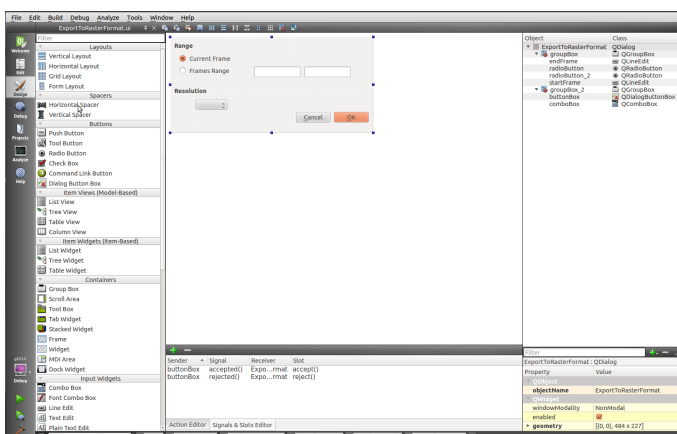 File Edit Build Debug Analyze Tools Window Help
ExportToRasterFormat.ui
Welcome
Edit
Design
Debug
Projects
Analyze
Help
Debug
Filter
Layouts
Vertical Layout
Horizontal Layout
Grid Layout
Form Layout
Spacers
Horizontal Spacer
Vertical Spacer
Buttons
Push Button
Tool Button
Radio Button
Check Box
Command Link Button
Dialog Button Box
Item Views (Model-Based)
List View
Tree View
Table View
Column View
Item Widgets (Item-Based)
List Widget
Tree Widget
Table Widget
Containers
Group Box
Scroll Area
Tool Box
Tab Widget
Stacked Widget
Frame
Widget
MDI Area
Dock Widget
Input Widgets
Combo Box
Font Combo Box
Line Edit
Text Edit
Plain Text Edit
Range
Current Frame
Frames Range
Resolution
Cancel OK
Sender Signal Receiver Slot
buttonBox accepted() Expo...rmat accept()
buttonBox rejected() Expo...rmat reject()
Action Editor Signals & Slots Editor
Object Class
ExportToRasterFormat QDialog
groupBox QGroupBox
endFrame QLineEdit
radioButton QRadioButton
radioButton_2 QRadioButton
startFrame QLineEdit
groupBox_2 QGroupBox
buttonBox QDialogButtonBox
comboBox QComboBox
Filter
ExportToRasterFormat : QDialog
Property Value
QObject
objectName ExportToRasterFormat
QWidget
windowModality NonModal
enabled
geometry [(0, 0), 484 x 227]